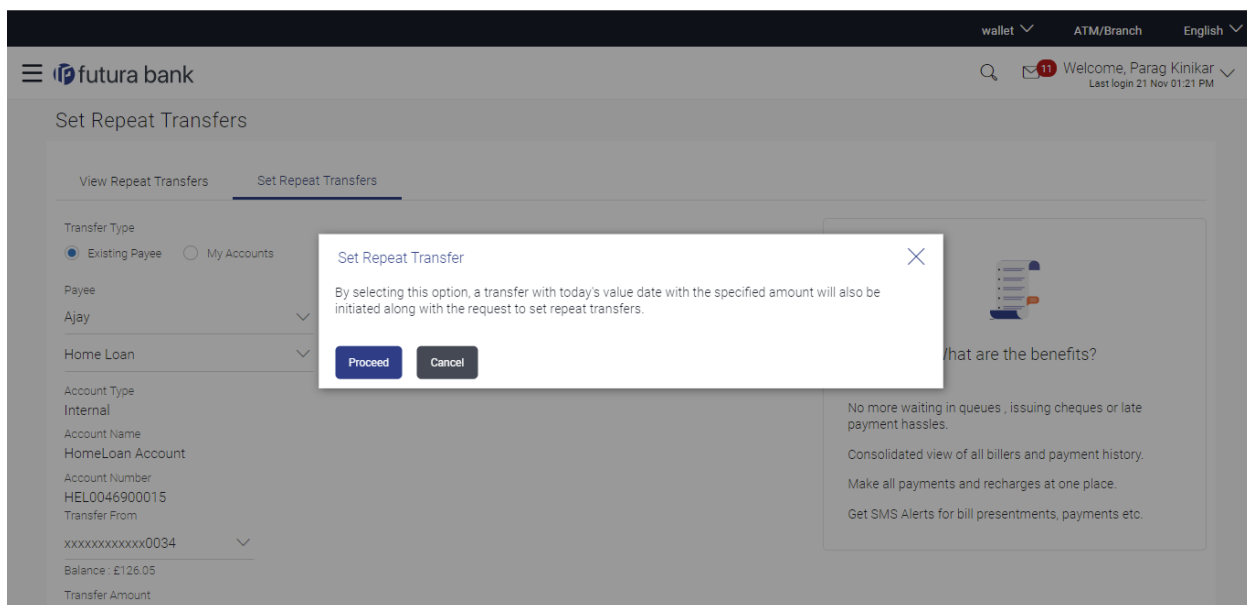 wallet ATM/Branch English
futura bank
11 Welcome, Parag Kinikar
Last login 21 Nov 01:21 PM
Set Repeat Transfers
View Repeat Transfers Set Repeat Transfers
Transfer Type
Existing Payee My Accounts
Payee
Ajay
Home Loan
Account Type
Internal
Account Name
HomeLoan Account
Account Number
HEL0046900015
Transfer From
xxxxxxxxxxxx0034
Balance : £126.05
Transfer Amount
Set Repeat Transfer
By selecting this option, a transfer with today's value date with the specified amount will also be
initiated along with the request to set repeat transfers.
Proceed Cancel
hat are the benefits?
No more waiting in queues , issuing cheques or late
payment hassles.
Consolidated view of all billers and payment history.
Make all payments and recharges at one place.
Get SMS Alerts for bill presentments, payments etc.